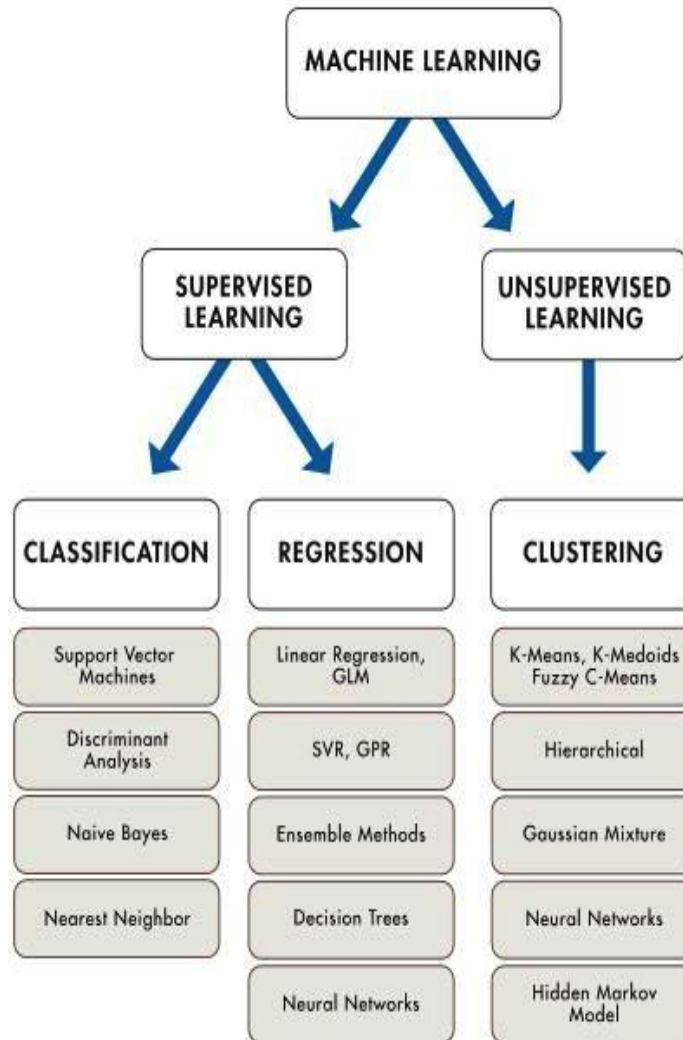 MACHINE LEARNING
SUPERVISED
LEARNING
UNSUPERVISED
LEARNING
CLASSIFICATION
Support Vector
Machines
Discriminant
Analysis
Naive Bayes
Nearest Neighbor
REGRESSION
Linear Regression,
GLM
SVR, GPR
Ensemble Methods
Decision Trees
Neural Networks
CLUSTERING
K-Means, K-Medoids
Fuzzy C-Means
Hierarchical
Gaussian Mixture
Neural Networks
Hidden Markov
Model